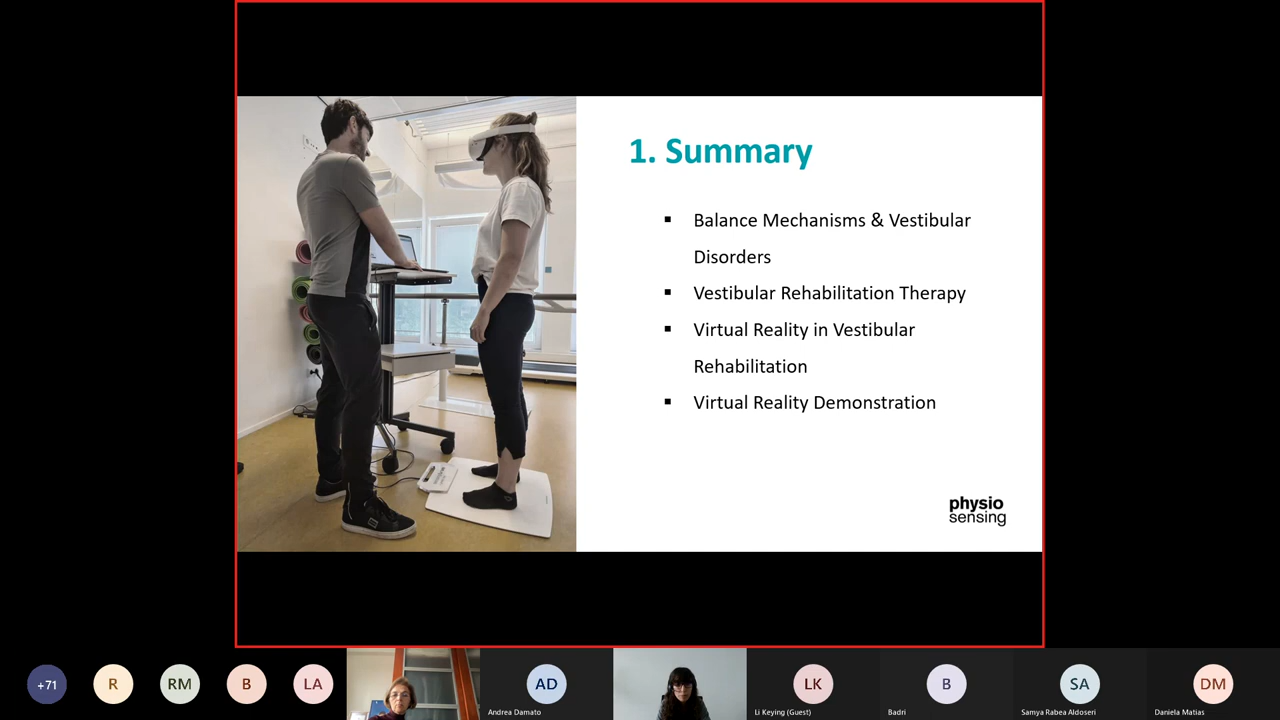 1. Summary
▪ Balance Mechanisms & Vestibular
Disorders
▪ Vestibular Rehabilitation Therapy
▪ Virtual Reality in Vestibular
Rehabilitation
▪ Virtual Reality Demonstration
physio
sensing
+71
R
RM
B
LA
AD
LK
B
SA
DM
Andrea Damato
Li Keying (Guest)
Badri
Samya Rabea Aldoseri
Daniela Matias